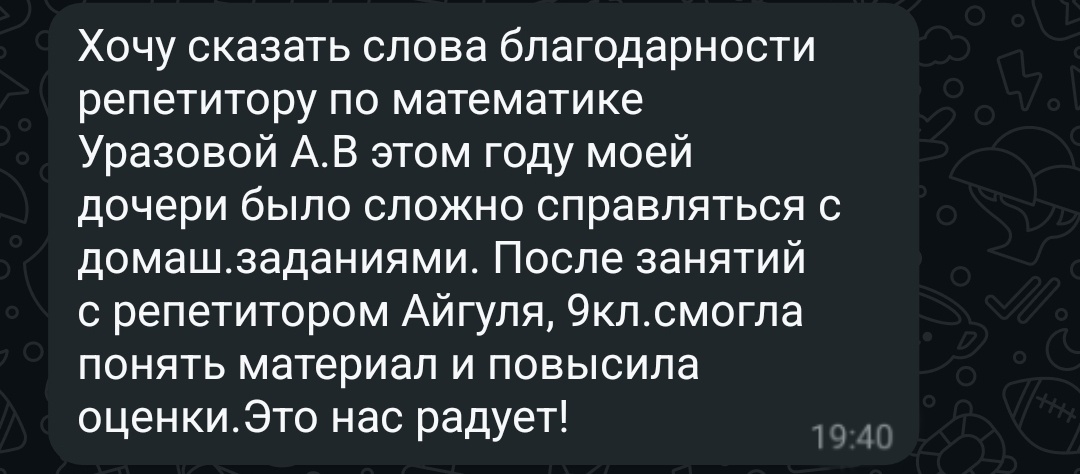 Хочу сказать слова благодарности
репетитору по математике
Уразовой А.В этом году моей
дочери было сложно справляться с
домаш.заданиями. После занятий
с репетитором Айгуля, 9кл.смогла
понять материал и повысила
оценки.Это нас радует!
19:40